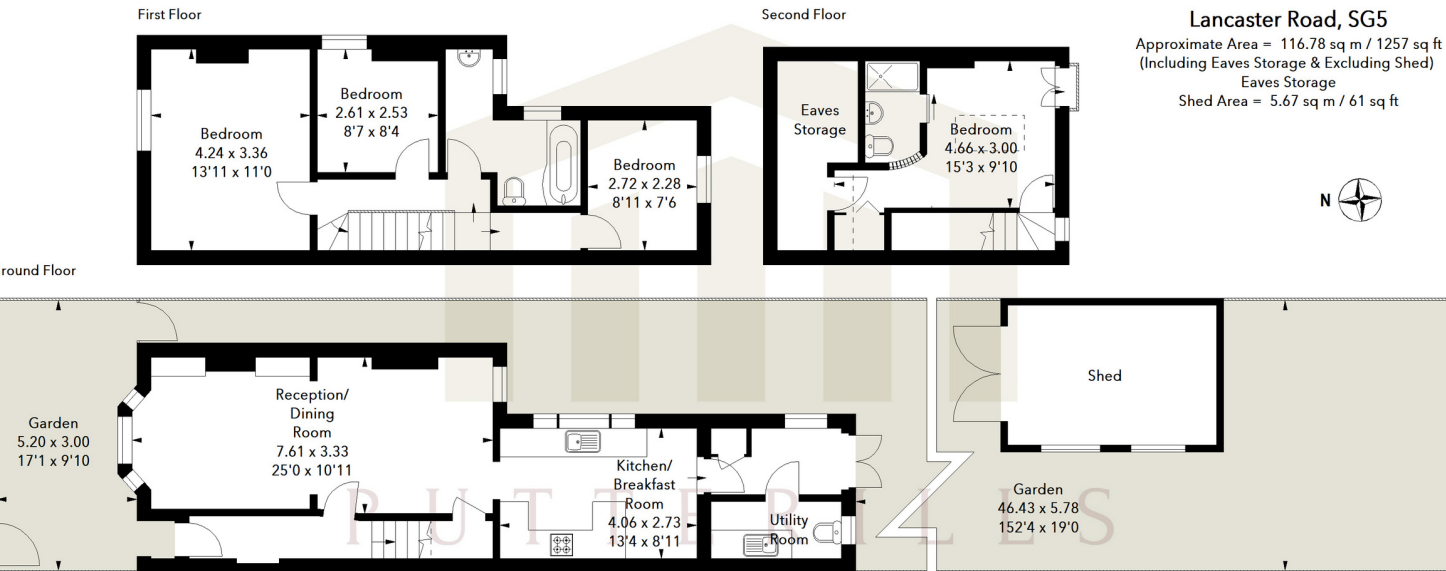 First Floor
Second Floor
Lancaster Road, SG5
Approximate Area = 116.78 sq m / 1257 sq ft
(Including Eaves Storage & Excluding Shed)
Eaves Storage
Shed Area = 5.67 sq m / 61 sq ft
Bedroom
4.24 x 3.36
13'11 x 11'0
Bedroom
2.61 x 2.53
8'7 x 8'4
Bedroom
2.72 x 2.28
8'11 x 7'6
Eaves
Storage
Bedroom
4.66 x 3.00
15'3 x 9'10
N
round Floor
Garden
5.20 x 3.00
17'1 x 9'10
Reception/
Dining
Room
7.61 x 3.33
25'0 x 10'11
Kitchen/
Breakfast
Room
4.06 x 2.73
13'4 x 8'11
Utility
Room
Shed
Garden
46.43 x 5.78
152'4 x 19'0
PUTTERILLS